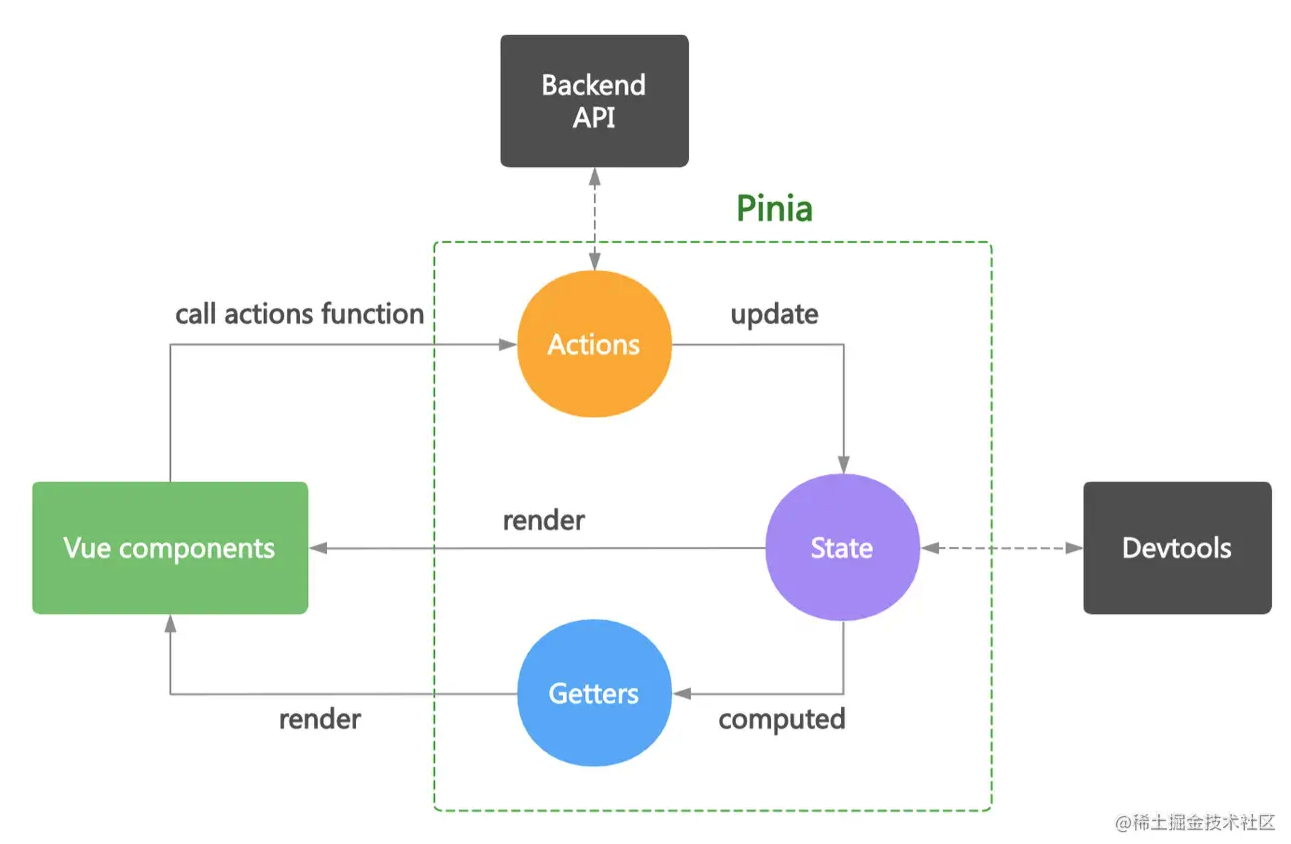 Backend
API
Pinia
call actions function
update
Actions
render
Vue components
State
Devtools
Getters
render
computed
@稀土掘金技术社区